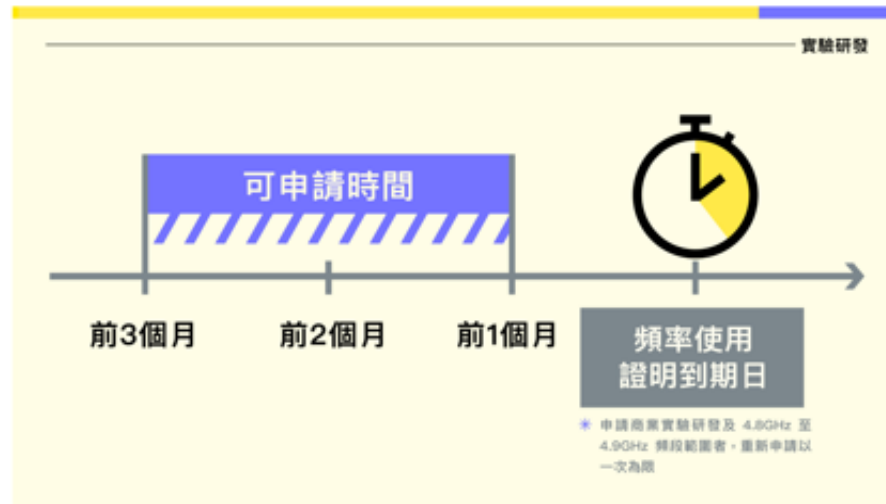 實驗研發
可申請時間
前3個月
前2個月
前1個月
頻率使用
證明到期日
* 申請商業實驗研發及 4.8GHz 至
4.9GHz 頻段範圍者，重新申請以
一次為限